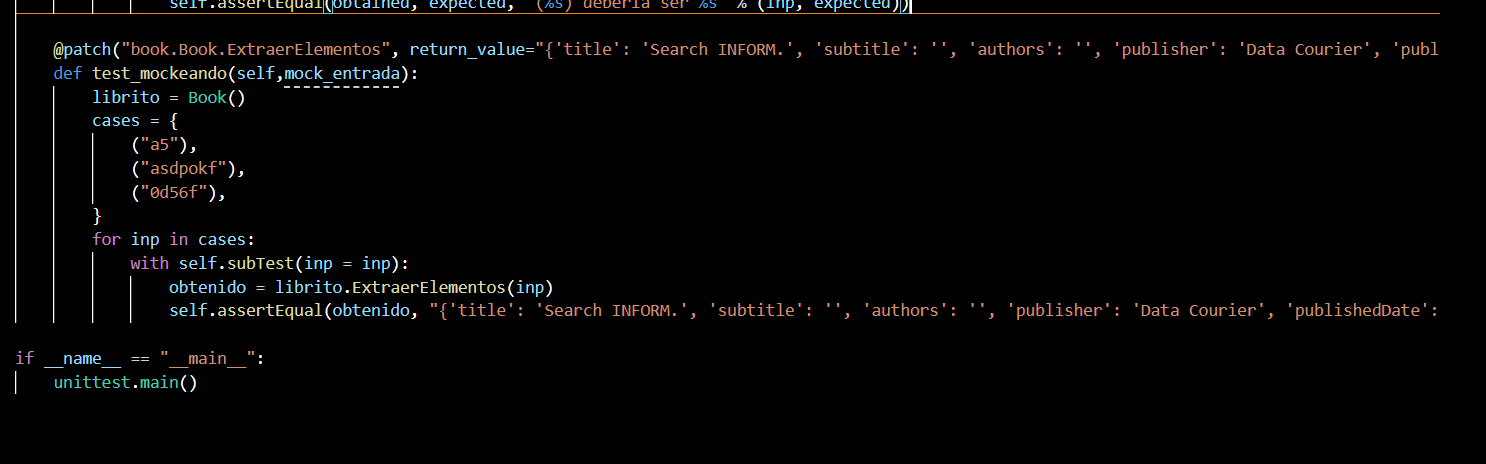 self.assertEqual(obtained, expected, "(%s) debería ser %s" % (inp, expected))
@patch("book.Book.ExtraerElementos", return_value="{'title': 'Search INFORM.', 'subtitle': '', 'authors': '', 'publisher': 'Data Courier', 'publ
def test_mockeando(self,mock_entrada):
librito = Book()
cases = {
("a5"),
("asdpokf"),
("0d56f"),
}
for inp in cases:
with self.subTest(inp = inp):
obtenido = librito.ExtraerElementos(inp)
self.assertEqual(obtenido, "{'title': 'Search INFORM.', 'subtitle': '', 'authors': '', 'publisher': 'Data Courier', 'publishedDate':
if __name__ == "__main__":
unittest.main()